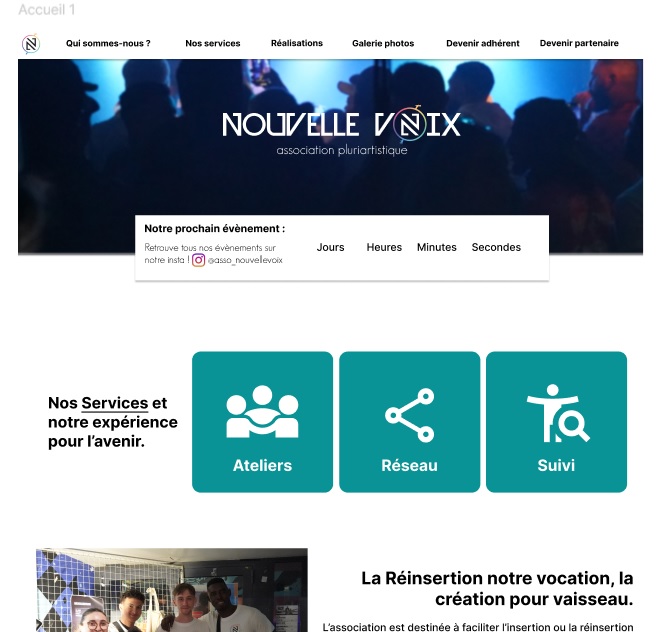 Accueil 1
Qui sommes-nous ? Nos services Réalisations Galerie photos Devenir adhérent Devenir partenaire
NOUVELLE VOIX
association pluriartistique
Notre prochain évènement :
Retrouve tous nos évènements sur
notre insta ! @asso_nouvellevoix
Jours Heures Minutes Secondes
Nos Services et
notre expérience
pour l'avenir.
Ateliers
Réseau
Suivi
La Réinsertion notre vocation, la
création pour vaisseau.
L'association est destinée à faciliter l'insertion ou la réinsertion